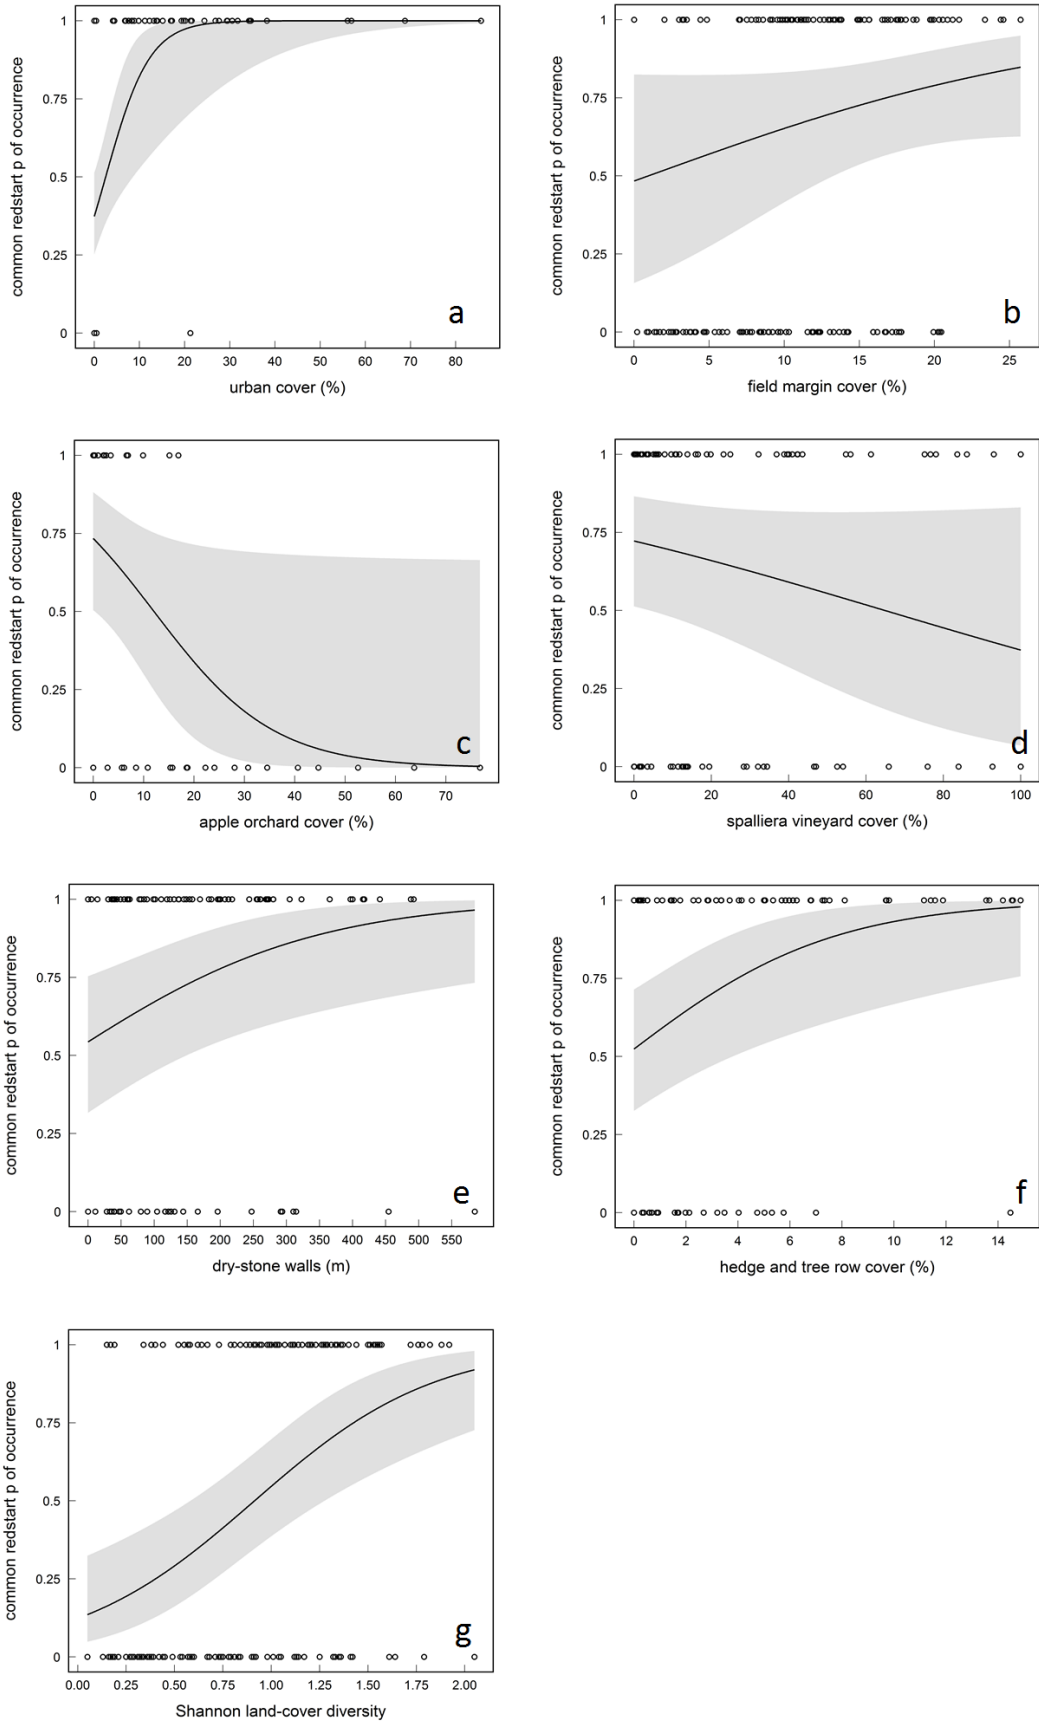 common redstart p of occurrence
1
0.75
0.5
0.25
0
a
0 10 20 30 40 50 60 70 80
urban cover (%)
common redstart p of occurrence
1
0.75
0.5
0.25
0
b
0 5 10 15 20 25
field margin cover (%)
common redstart p of occurrence
1
0.75
0.5
0.25
0
c
0 10 20 30 40 50 60 70
apple orchard cover (%)
common redstart p of occurrence
1
0.75
0.5
0.25
0
d
0 20 40 60 80 100
spalliera vineyard cover (%)
common redstart p of occurrence
1
0.75
0.5
0.25
0
e
0 50 100 150 200 250 300 350 400 450 500 550
dry-stone walls (m)
common redstart p of occurrence
1
0.75
0.5
0.25
0
f
0 2 4 6 8 10 12 14
hedge and tree row cover (%)
common redstart p of occurrence
1
0.75
0.5
0.25
0
g
0.00 0.25 0.50 0.75 1.00 1.25 1.50 1.75 2.00
Shannon land-cover diversity